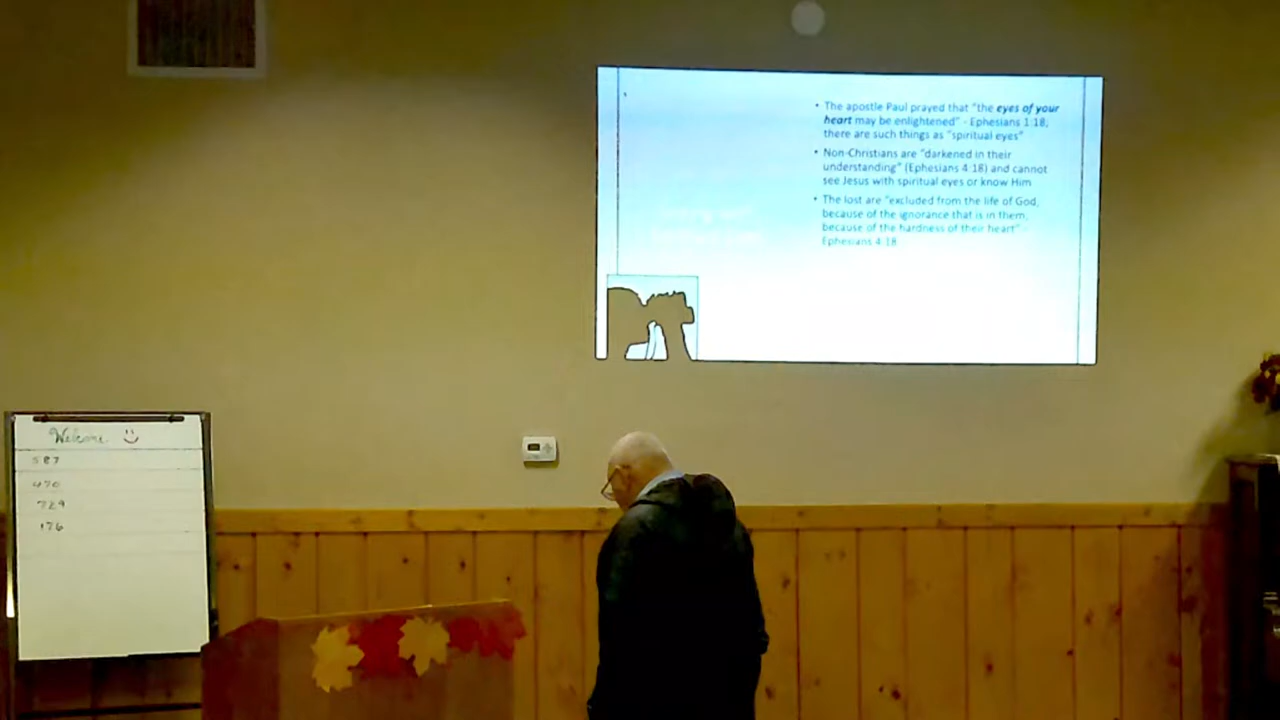 • The apostle Paul prayed that "the eyes of your
heart may be enlightened" - Ephesians 1:18;
there are such things as "spiritual eyes"
• Non-Christians are "darkened in their
understanding" (Ephesians 4:18) and cannot
see Jesus with spiritual eyes or know Him
• The lost are "excluded from the life of God,
because of the ignorance that is in them,
because of the hardness of their heart" -
Ephesians 4:18
Welcome
587
470
729
176